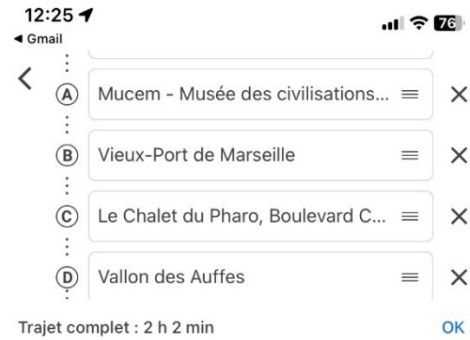 12:25
76
◀ Gmail
A Mucem - Musée des civilisations...
B Vieux-Port de Marseille
C Le Chalet du Pharo, Boulevard C...
D Vallon des Auffes
Trajet complet : 2 h 2 min OK